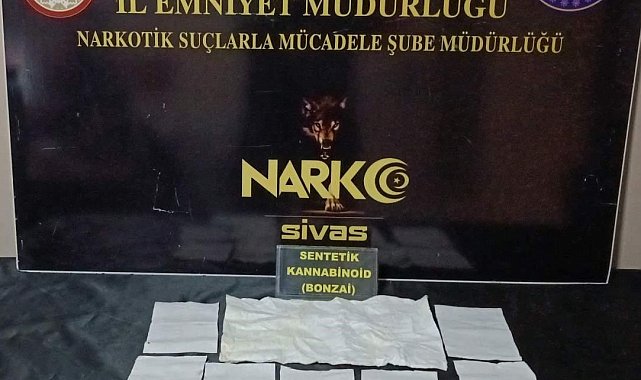 İL EMNİYET MÜDÜRLÜĞÜ
NARKOTİK SUÇLARLA MÜCADELE ŞUBE MÜDÜRLÜĞÜ
NARKO
sivas
SENTETİK
KANNABİNOİD
(BONZAİ)